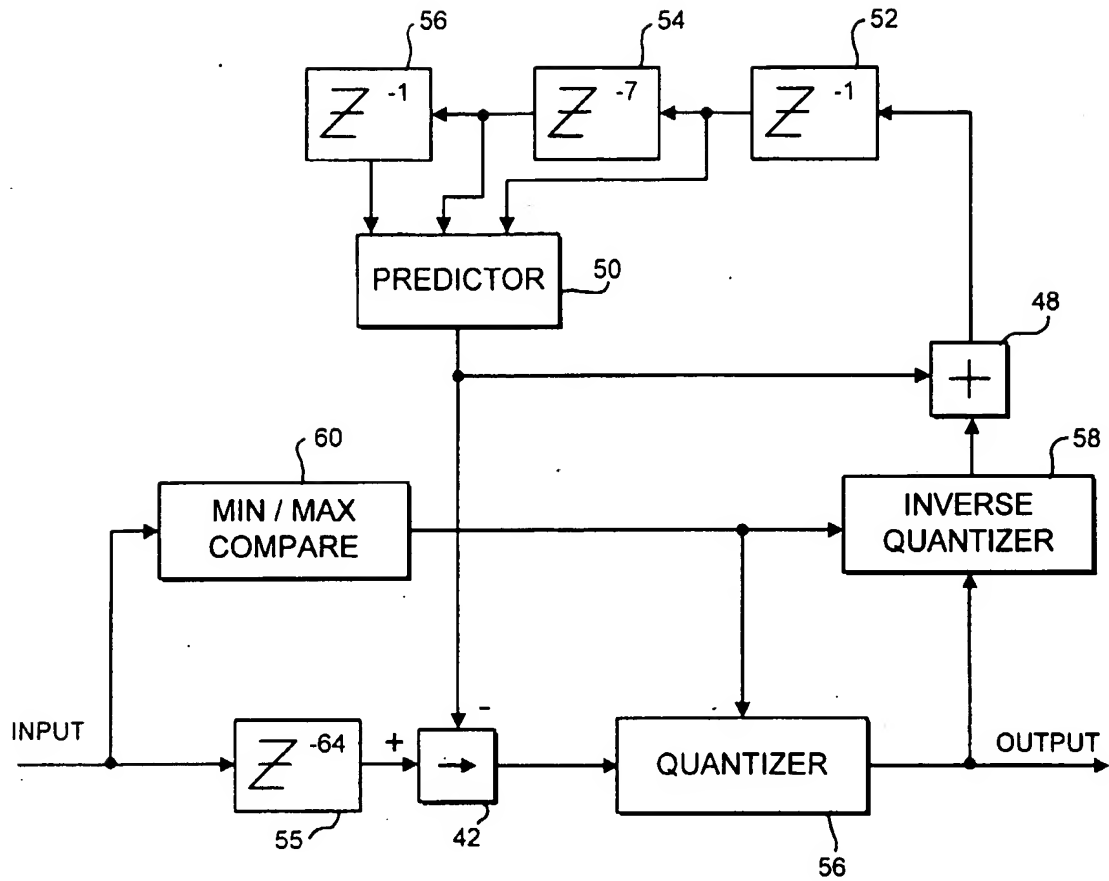 56
54
52
Z -1
Z -7
Z -1
PREDICTOR
50
48
+
60
58
MIN / MAX
COMPARE
INVERSE
QUANTIZER
-
INPUT
Z -64
+
QUANTIZER
OUTPUT
55
42
56